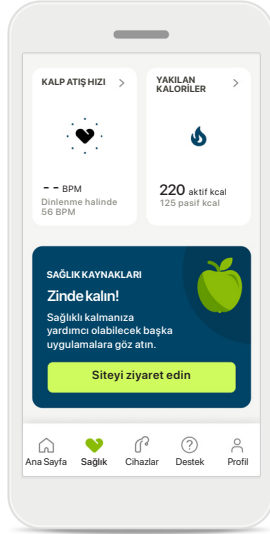 KALP ATIŞ HIZI
YAKILAN
KALORİLER
-- BPM
Dinlenme halinde
56 BPM
220 aktif kcal
125 pasif kcal
SAĞLIK KAYNAKLARI
Zinde kalın!
Sağlıklı kalmanıza
yardımcı olabilecek başka
uygulamalara göz atın.
Siteyi ziyaret edin
Ana Sayfa Sağlık Cihazlar Destek Profil